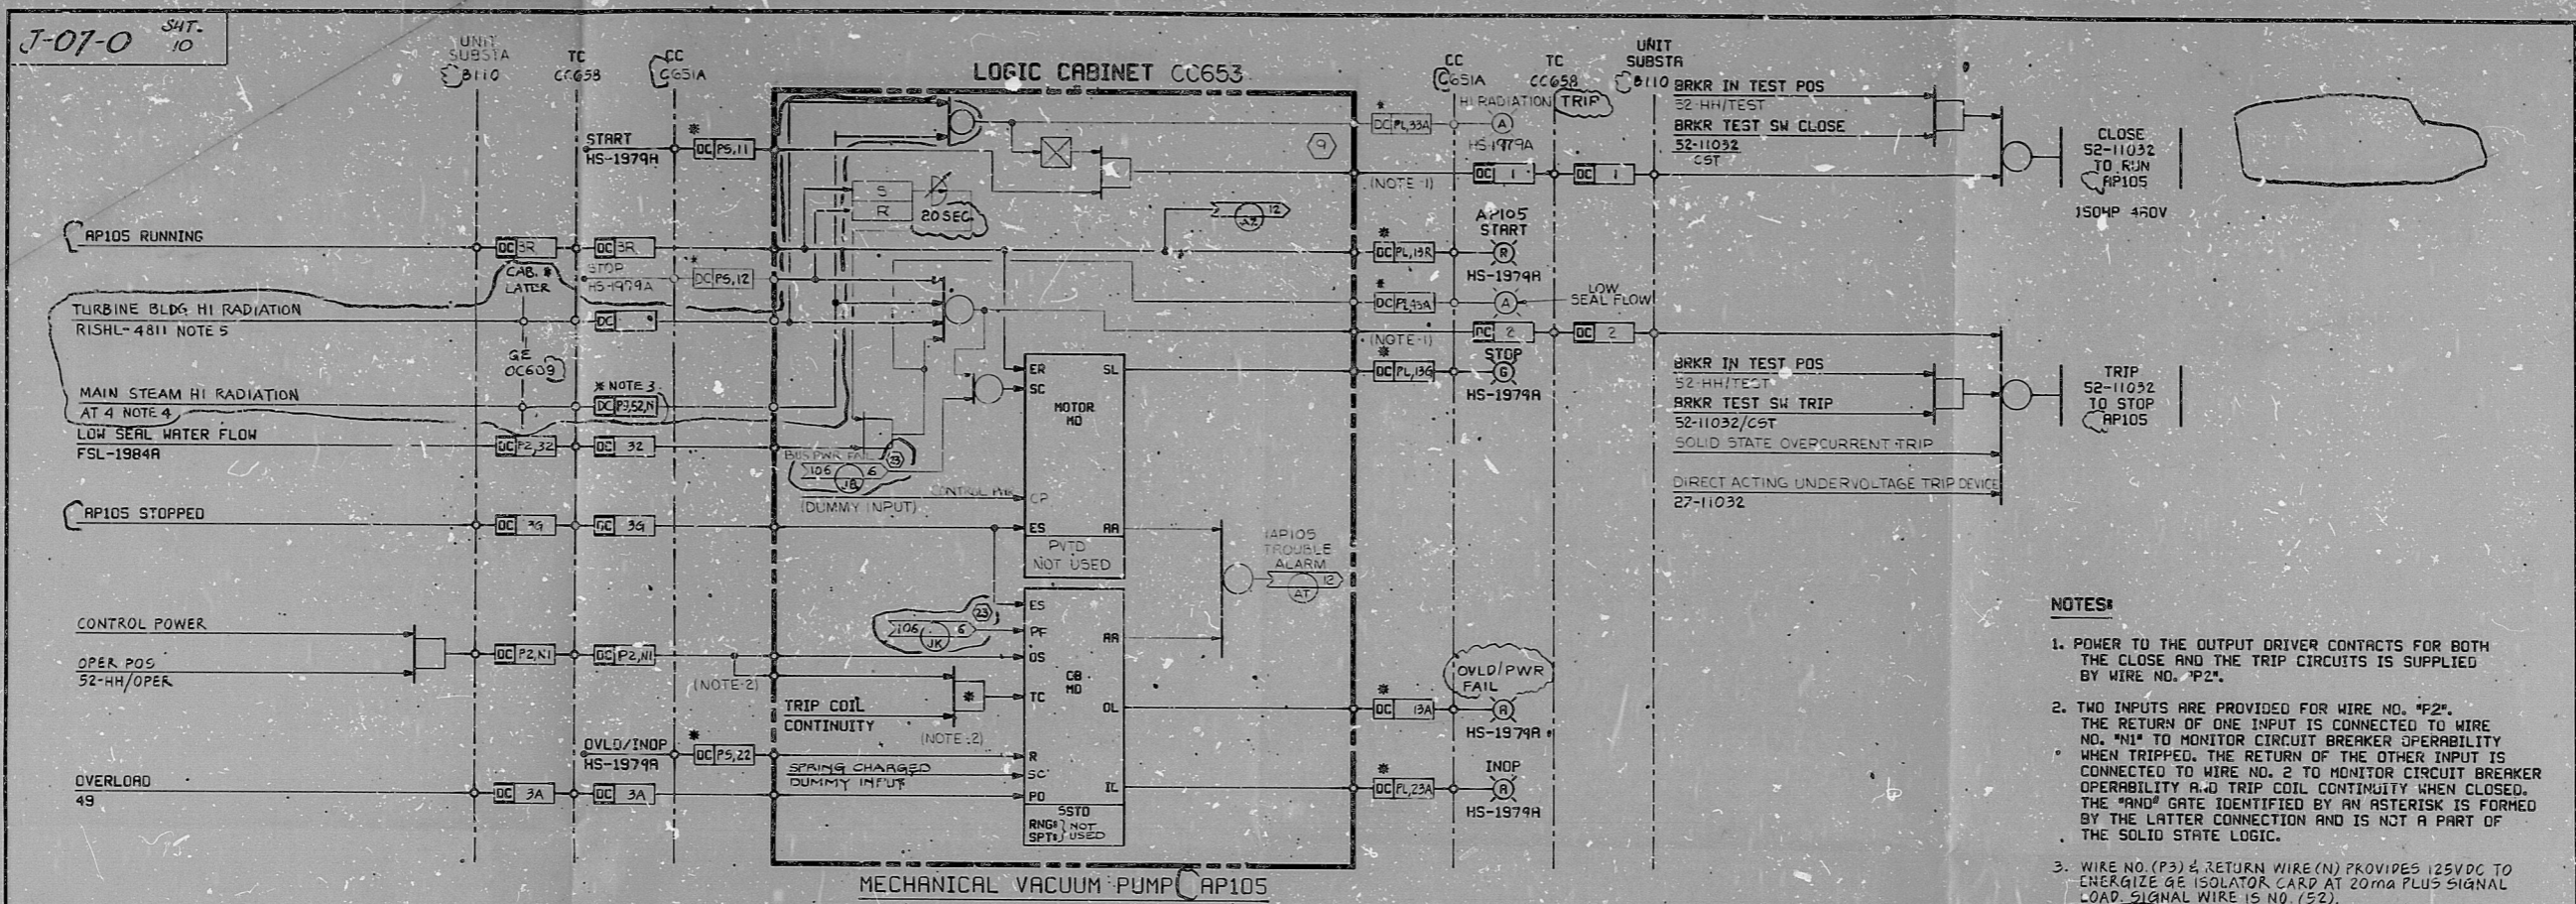 J-07-0 SHT. 10
UNIT SUBSTA B110
TC CC658
CC C651A
LOGIC CABINET CC653
CC C651A
TC CC658
UNIT SUBSTA B110
START
HS-1979A
* DC PS,11
AP105 RUNNING
DC 3R
DC 3R
CAB. * LATER
STOP
HS-1979A
* DC PS,12
TURBINE BLDG HI RADIATION
RISHL-4811 NOTE 5
DC
GE OC609
MAIN STEAM HI RADIATION
AT 4 NOTE 4
* NOTE 3
DC P3,52,N
LOW SEAL WATER FLOW
FSL-1984A
DC P2,32
DC 32
AP105 STOPPED
DC 3G
DC 3G
CONTROL POWER
OPER POS
52-HH/OPER
DC P2,N1
DC P2,N1
(NOTE-2)
TRIP COIL
CONTINUITY
*
(NOTE-2)
OVLD/INOP
HS-1979A
* DC PS,22
SPRING CHARGED
DUMMY INPUT
OVERLOAD
49
DC 3A
DC 3A
S
R
20 SEC
12
BUS PWR FAIL
23
106 6
JB
CONTROL PWR
(DUMMY INPUT)
ER SL
SC
MOTOR
MD
CP
ES AA
PVTD
NOT USED
23
106 6
JK
ES
PF AA
OS
CB
MD
TC
OL
R
SC
PO IL
SSTD
RNG: NOT
SPT: USED
AP105
TROUBLE
ALARM
12
AT
9
* DC PL,33A
HI RADIATION TRIP
A
HS-1979A
(NOTE-1)
DC 1
DC 1
AP105
START
* DC PL,13R
R
HS-1979A
* DC PL,43A
A
LOW
SEAL FLOW
(NOTE-1)
DC 2
DC 2
STOP
* DC PL,13G
G
HS-1979A
OVLD/PWR
FAIL
* DC 13A
A
HS-1979A
INOP
* DC PL,23A
A
HS-1979A
BRKR IN TEST POS
52-HH/TEST
BRKR TEST SW CLOSE
52-11032
CST
CLOSE
52-11032
TO RUN
AP105
150HP 460V
BRKR IN TEST POS
52-HH/TEST
BRKR TEST SW TRIP
52-11032/CST
SOLID STATE OVERCURRENT TRIP
DIRECT ACTING UNDERVOLTAGE TRIP DEVICE
27-11032
TRIP
52-11032
TO STOP
AP105
MECHANICAL VACUUM PUMP AP105
NOTES:
1. POWER TO THE OUTPUT DRIVER CONTACTS FOR BOTH
THE CLOSE AND THE TRIP CIRCUITS IS SUPPLIED
BY WIRE NO. "P2".
2. TWO INPUTS ARE PROVIDED FOR WIRE NO. "P2".
THE RETURN OF ONE INPUT IS CONNECTED TO WIRE
NO. "N1" TO MONITOR CIRCUIT BREAKER OPERABILITY
WHEN TRIPPED. THE RETURN OF THE OTHER INPUT IS
CONNECTED TO WIRE NO. 2 TO MONITOR CIRCUIT BREAKER
OPERABILITY AND TRIP COIL CONTINUITY WHEN CLOSED.
THE "AND" GATE IDENTIFIED BY AN ASTERISK IS FORMED
BY THE LATTER CONNECTION AND IS NOT A PART OF
THE SOLID STATE LOGIC.
3. WIRE NO. (P3) & RETURN WIRE (N) PROVIDES 125VDC TO
ENERGIZE GE ISOLATOR CARD AT 20ma PLUS SIGNAL
LOAD. SIGNAL WIRE IS NO. (52).